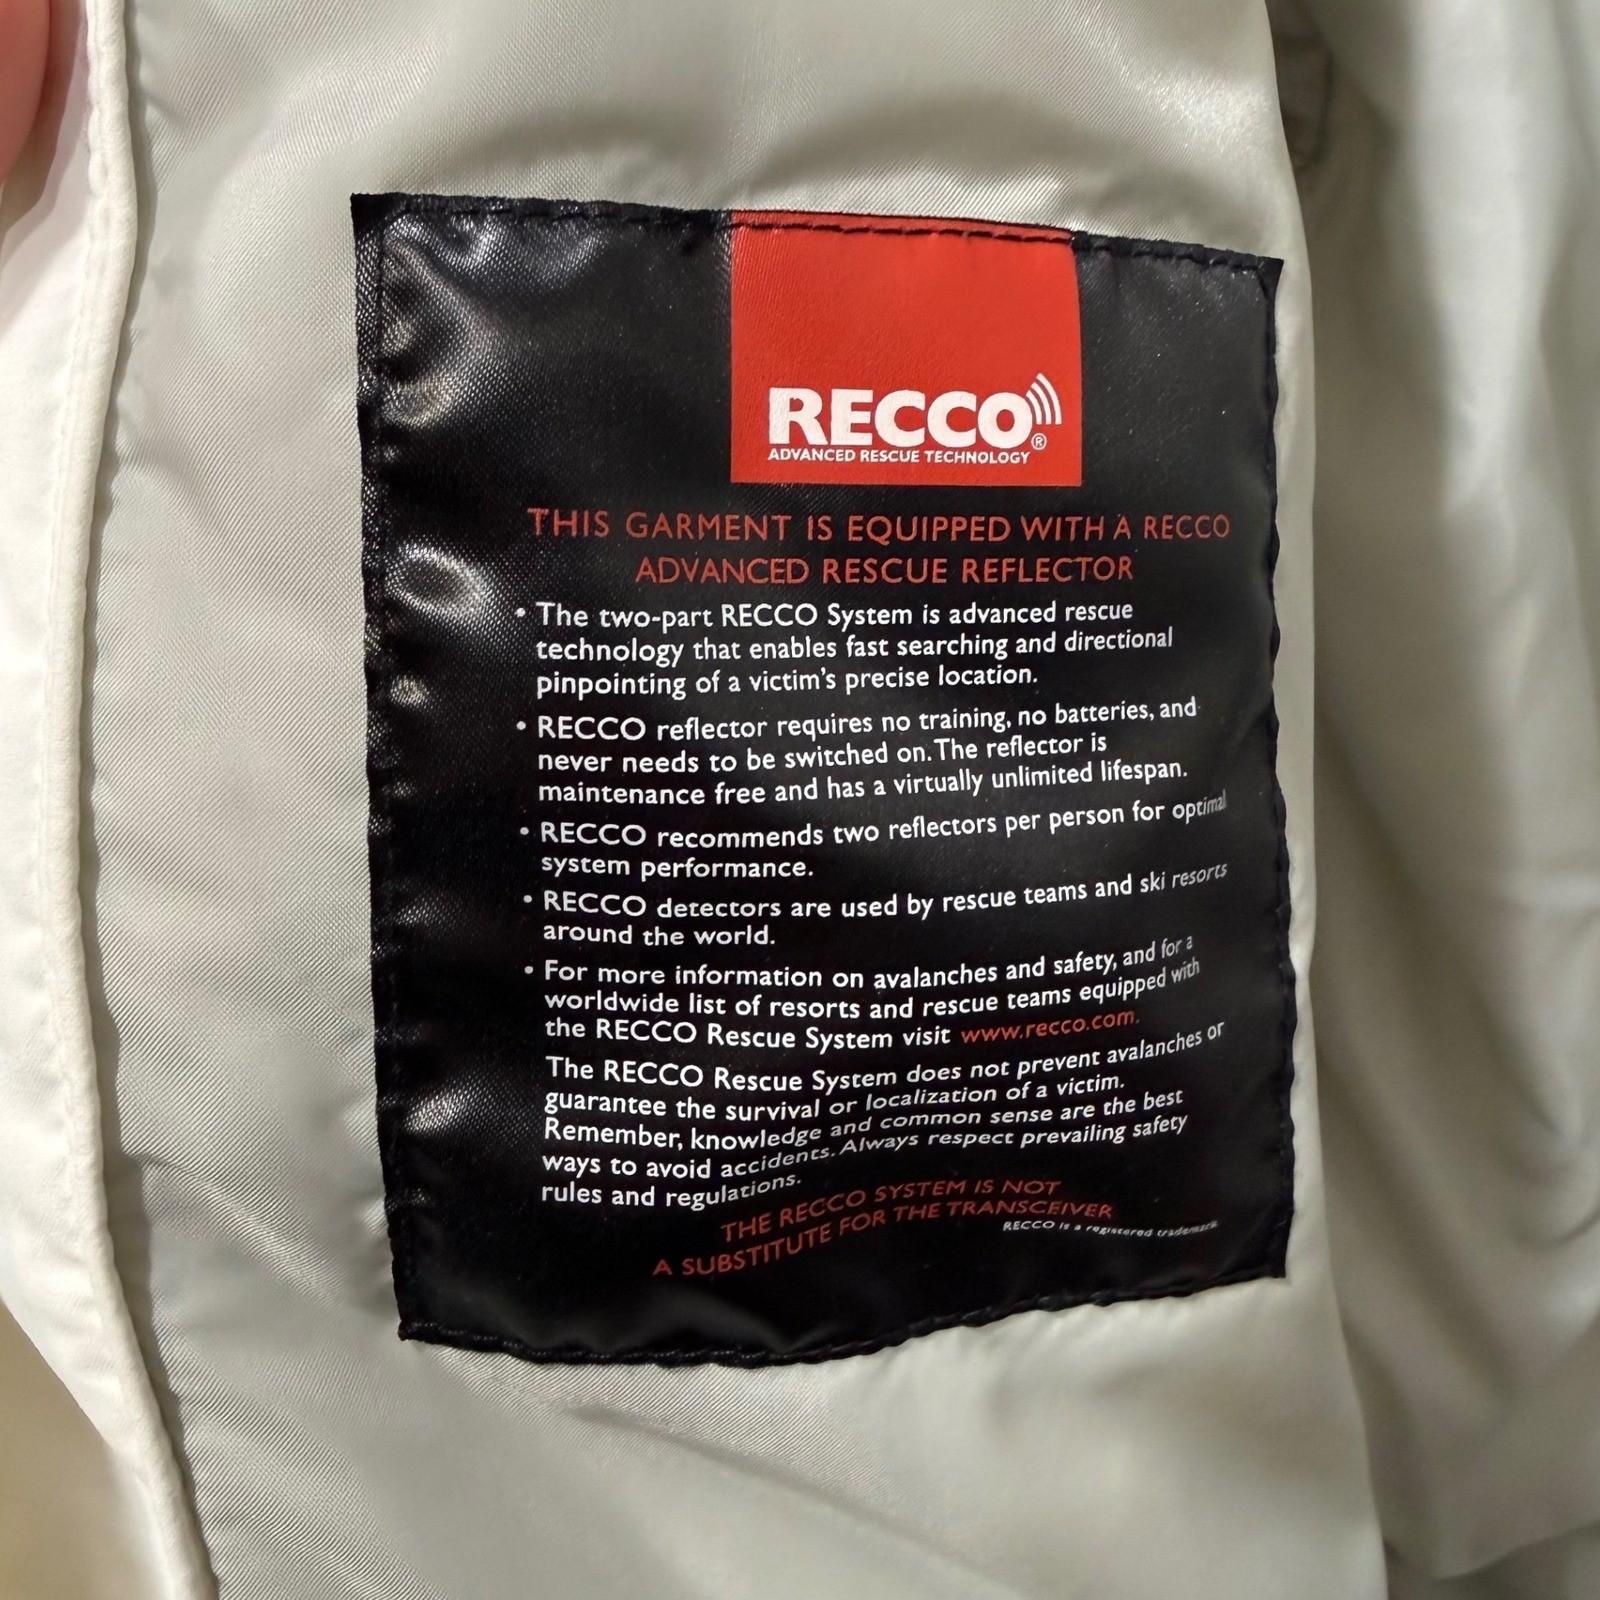 RECCO®
ADVANCED RESCUE TECHNOLOGY
THIS GARMENT IS EQUIPPED WITH A RECCO
ADVANCED RESCUE REFLECTOR
• The two-part RECCO System is advanced rescue
technology that enables fast searching and directional
pinpointing of a victim's precise location.
• RECCO reflector requires no training, no batteries, and
never needs to be switched on. The reflector is
maintenance free and has a virtually unlimited lifespan.
• RECCO recommends two reflectors per person for optimal
system performance.
• RECCO detectors are used by rescue teams and ski resorts
around the world.
• For more information on avalanches and safety, and for a
worldwide list of resorts and rescue teams equipped with
the RECCO Rescue System visit www.recco.com.
The RECCO Rescue System does not prevent avalanches or
guarantee the survival or localization of a victim.
Remember, knowledge and common sense are the best
ways to avoid accidents. Always respect prevailing safety
rules and regulations.
THE RECCO SYSTEM IS NOT
A SUBSTITUTE FOR THE TRANSCEIVER
RECCO is a registered trademark